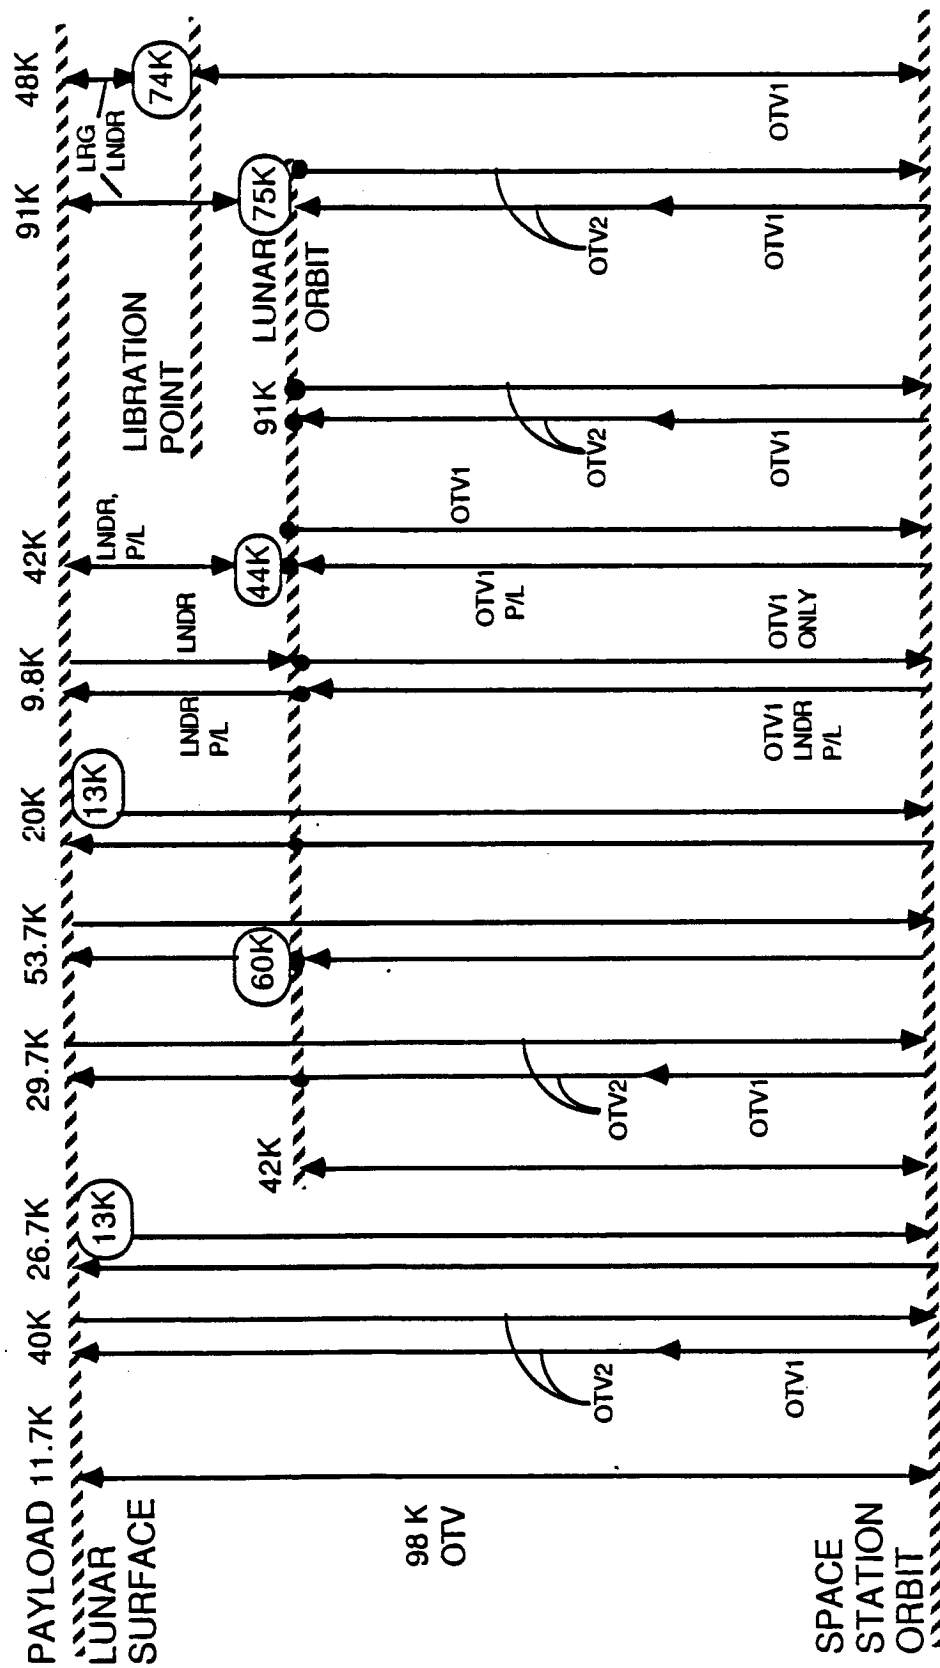 PAYLOAD 11.7K 40K 26.7K 29.7K 53.7K 20K 9.8K 42K 91K 48K
LUNAR
SURFACE
13K
13K
LNDR
P/L
LNDR
LNDR,
P/L
LIBRATION
POINT
LRG
LNDR
74K
42K
60K
44K
91K
LUNAR
ORBIT
75K
98 K
OTV
OTV2
OTV1
OTV2
OTV1
OTV1
LNDR
P/L
OTV1
ONLY
OTV1
P/L
OTV1
OTV2
OTV1
OTV2
OTV1
OTV1
SPACE
STATION
ORBIT